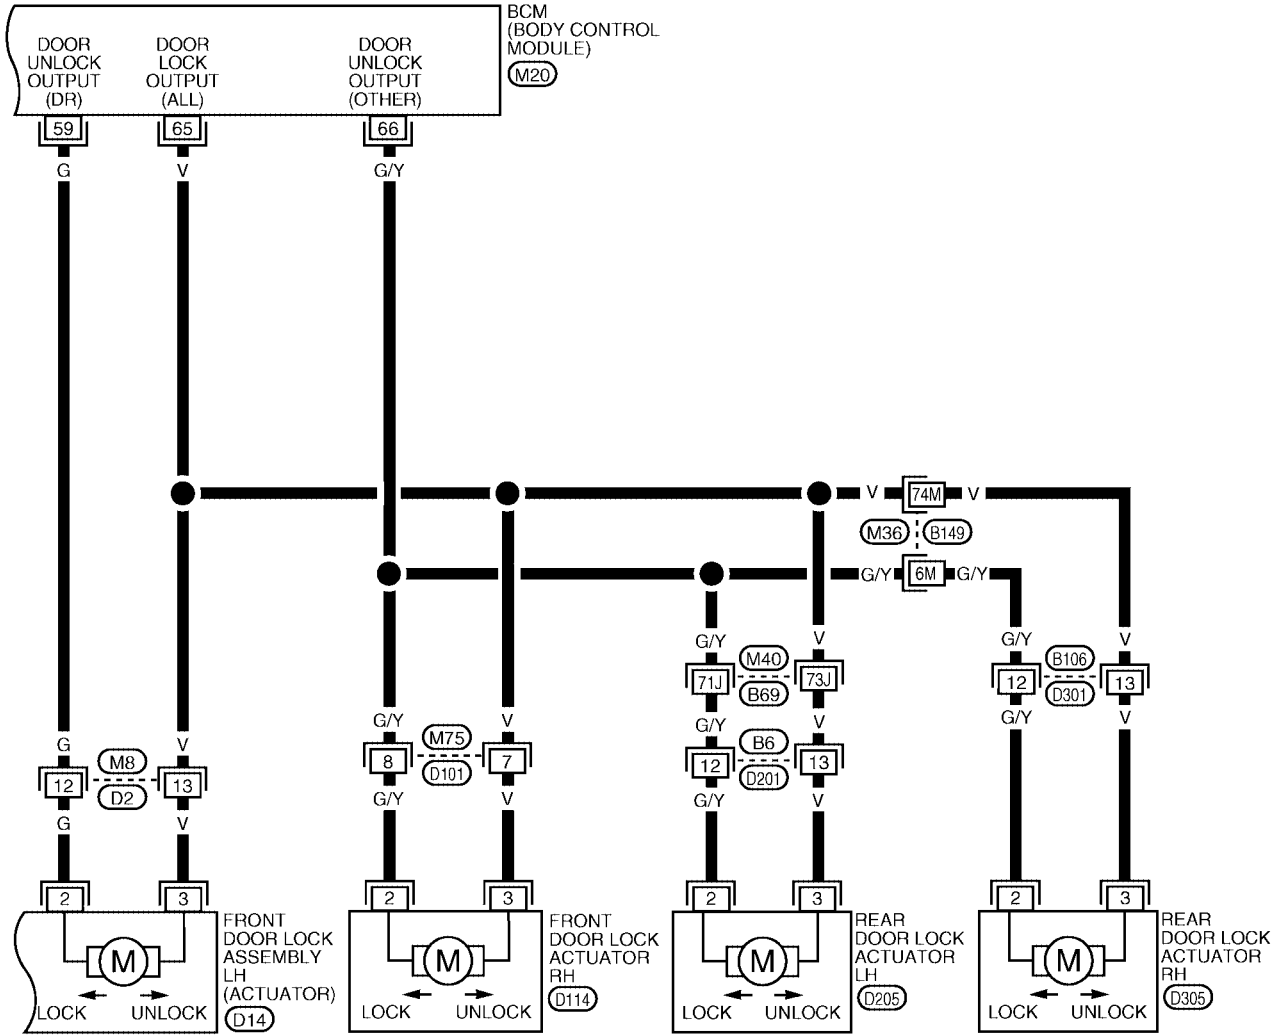 BCM
(BODY CONTROL
MODULE)
M20
DOOR
UNLOCK
OUTPUT
(DR)
DOOR
LOCK
OUTPUT
(ALL)
DOOR
UNLOCK
OUTPUT
(OTHER)
59
65
66
G
V
G/Y
V
74M
V
M36
B149
G/Y
6M
G/Y
G/Y
V
G/Y
V
M40
B106
71J
73J
12
13
B69
D301
G/Y
V
G/Y
V
G/Y
V
G
V
M75
B6
M8
8
7
12
13
12
13
D101
D201
D2
G/Y
V
G/Y
V
G
V
2
3
2
3
2
3
2
3
FRONT
DOOR LOCK
ASSEMBLY
LH
(ACTUATOR)
D14
M
LOCK
UNLOCK
FRONT
DOOR LOCK
ACTUATOR
RH
D114
M
LOCK
UNLOCK
REAR
DOOR LOCK
ACTUATOR
LH
D205
M
LOCK
UNLOCK
REAR
DOOR LOCK
ACTUATOR
RH
D305
M
LOCK
UNLOCK